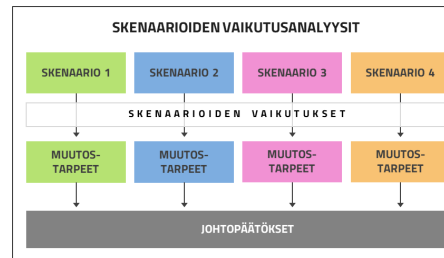 SKENAARIOIDEN VAIKUTUSANALYYSIT
SKENAARIO 1
SKENAARIO 2
SKENAARIO 3
SKENAARIO 4
SKENAARIOIDEN VAIKUTUKSET
MUUTOS-
TARPEET
MUUTOS-
TARPEET
MUUTOS-
TARPEET
MUUTOS-
TARPEET
JOHTOPÄÄTÖKSET